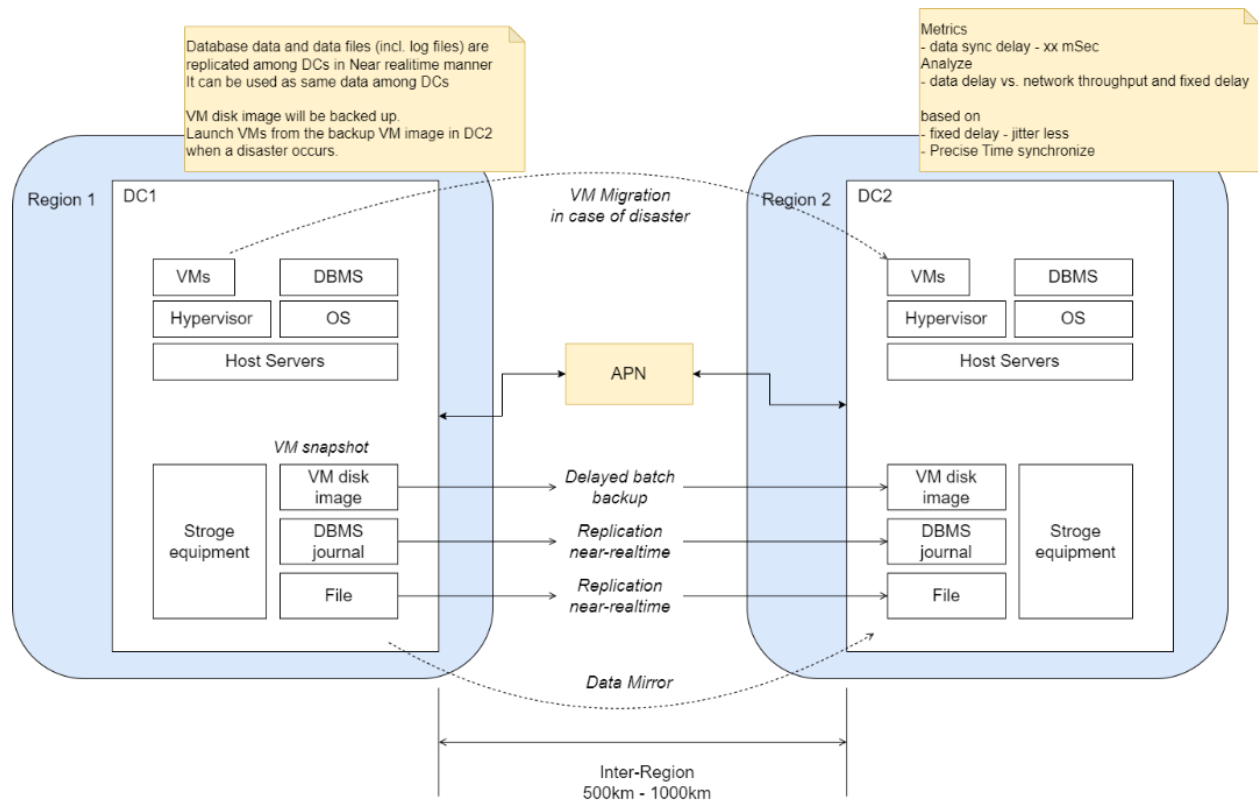 Database data and data files (incl. log files) are
replicated among DCs in Near realitime manner
It can be used as same data among DCs
VM disk image will be backed up.
Launch VMs from the backup VM image in DC2
when a disaster occurs.
Metrics
- data sync delay - xx mSec
Analyze
- data delay vs. network throughput and fixed delay
based on
- fixed delay - jitter less
- Precise Time synchronize
Region 1
DC1
VM Migration
in case of disaster
Region 2
DC2
VMs
DBMS
Hypervisor
OS
Host Servers
VMs
DBMS
Hypervisor
OS
Host Servers
APN
VM snapshot
Stroge
equipment
VM disk
image
DBMS
journal
File
Delayed batch
backup
Replication
near-realtime
Replication
near-realtime
VM disk
image
DBMS
journal
File
Stroge
equipment
Data Mirror
Inter-Region
500km - 1000km